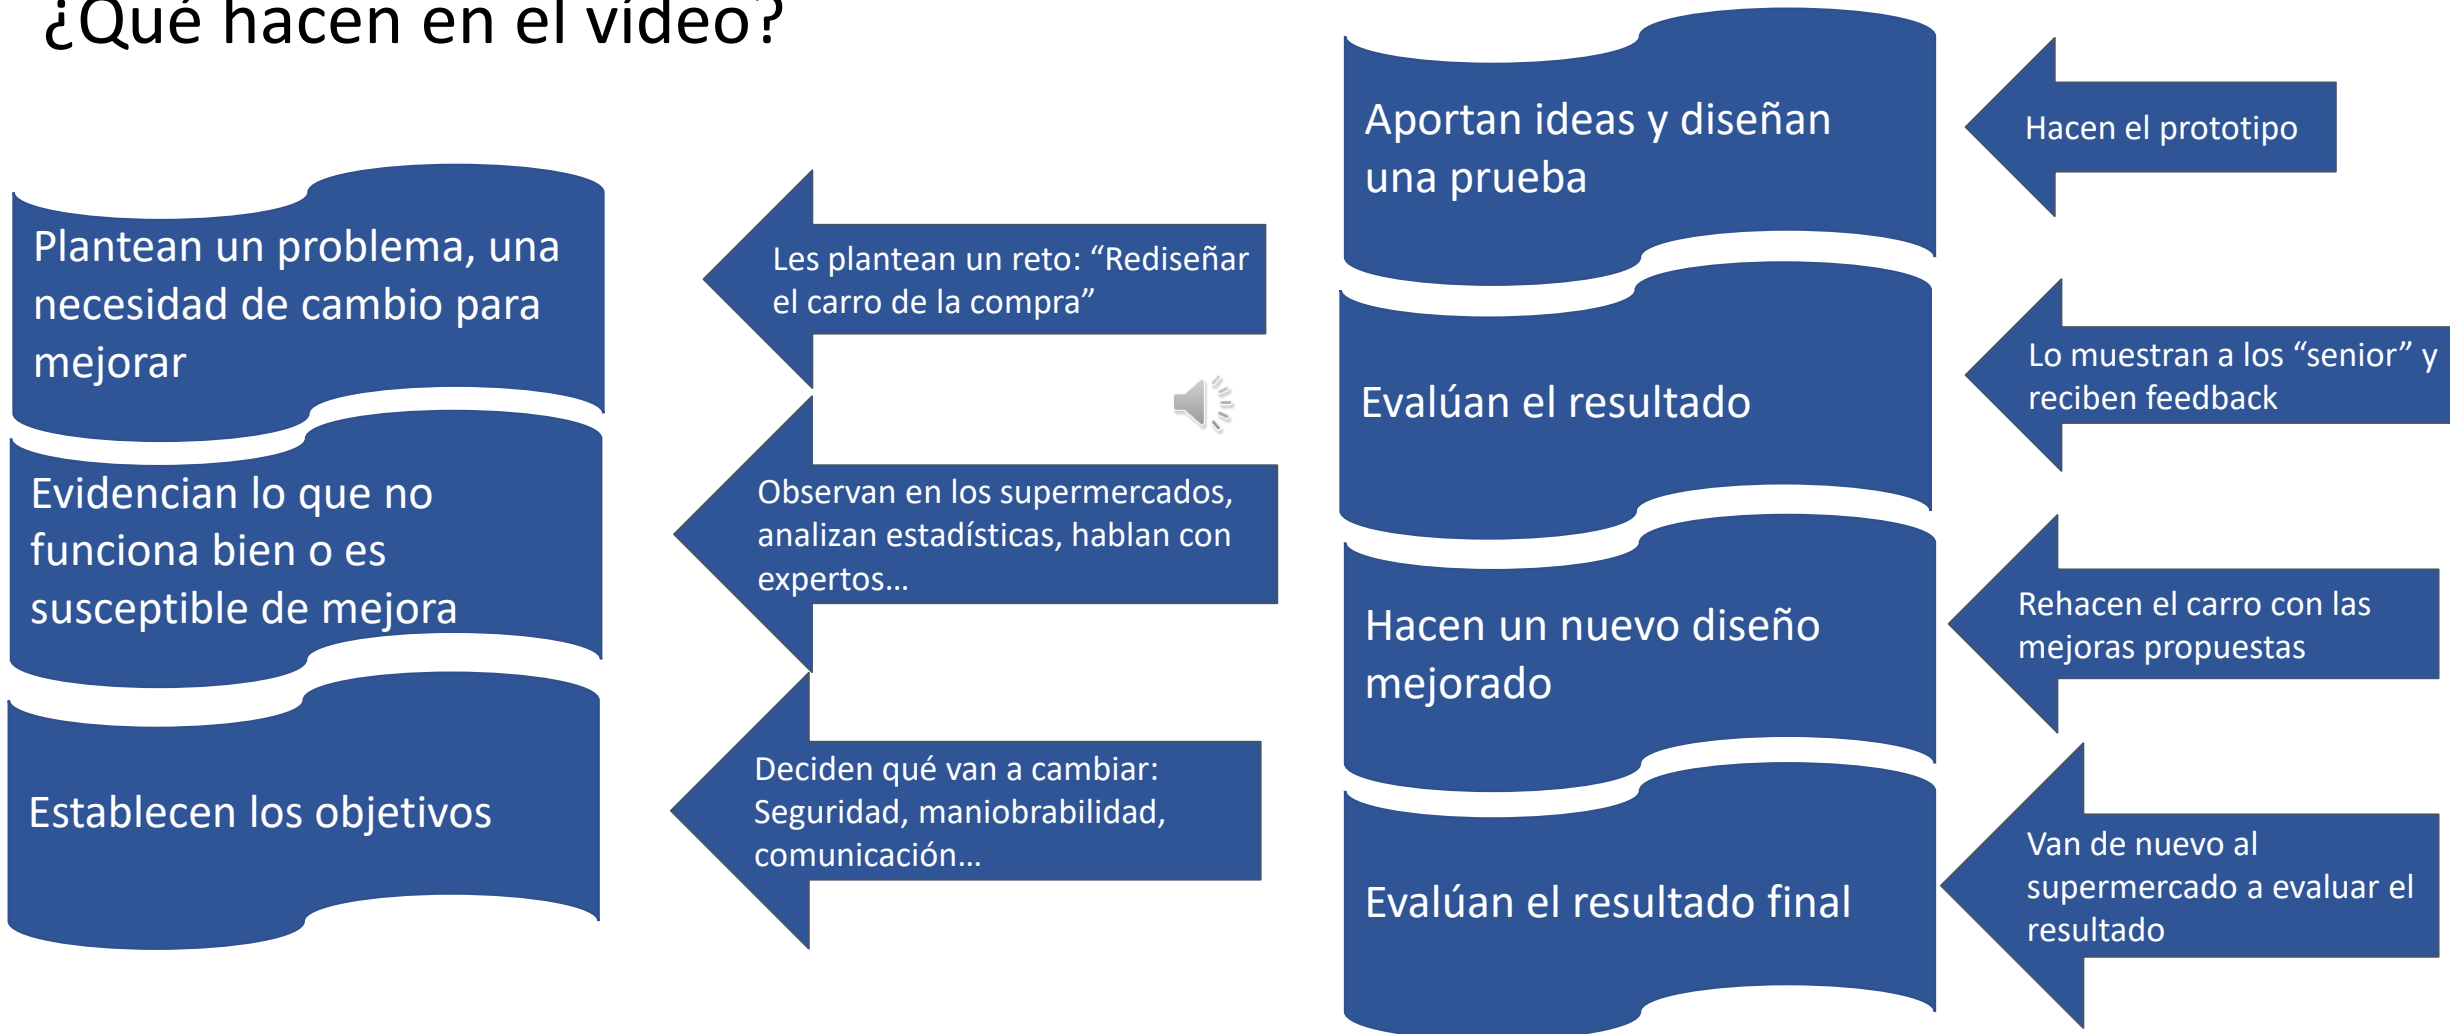 ¿Qué hacen en el vídeo?
Plantean un problema, una
necesidad de cambio para
mejorar
Les plantean un reto: “Rediseñar
el carro de la compra”
Evidencian lo que no
funciona bien o es
susceptible de mejora
Observan en los supermercados,
analizan estadísticas, hablan con
expertos…
Establecen los objetivos
Deciden qué van a cambiar:
Seguridad, maniobrabilidad,
comunicación…
Aportan ideas y diseñan
una prueba
Hacen el prototipo
Evalúan el resultado
Lo muestran a los “senior” y
reciben feedback
Hacen un nuevo diseño
mejorado
Rehacen el carro con las
mejoras propuestas
Evalúan el resultado final
Van de nuevo al
supermercado a evaluar el
resultado